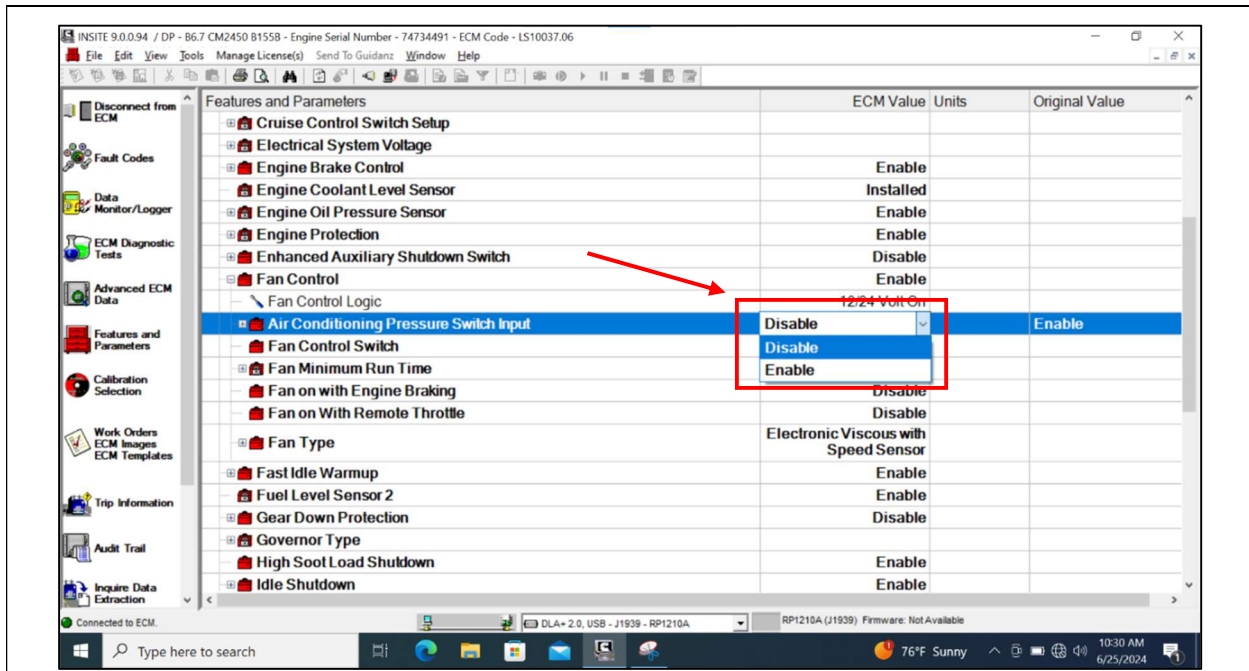 INSITE 9.0.0.94 / DP - B6.7 CM2450 B155B - Engine Serial Number - 74734491 - ECM Code - LS10037.06
File Edit View Tools Manage License(s) Send To Guidanz Window Help
Features and Parameters ECM Value Units Original Value
Disconnect from
ECM
Fault Codes
Data
Monitor/Logger
ECM Diagnostic
Tests
Advanced ECM
Data
Features and
Parameters
Calibration
Selection
Work Orders
ECM Images
ECM Templates
Trip Information
Audit Trail
Inquire Data
Extraction
Cruise Control Switch Setup
Electrical System Voltage
Engine Brake Control Enable
Engine Coolant Level Sensor Installed
Engine Oil Pressure Sensor Enable
Engine Protection Enable
Enhanced Auxiliary Shutdown Switch Disable
Fan Control Enable
Fan Control Logic 12/24 Volt On
Air Conditioning Pressure Switch Input Disable Enable
Fan Control Switch Disable
Fan Minimum Run Time Enable
Fan on with Engine Braking Disable
Fan on With Remote Throttle Disable
Fan Type Electronic Viscous with
Speed Sensor
Fast Idle Warmup Enable
Fuel Level Sensor 2 Enable
Gear Down Protection Disable
Governor Type
High Soot Load Shutdown Enable
Idle Shutdown Enable
Connected to ECM. DLA+ 2.0, USB - J1939 - RP1210A RP1210A (J1939) Firmware: Not Available
Type here to search 76°F Sunny 10:30 AM
6/25/2024